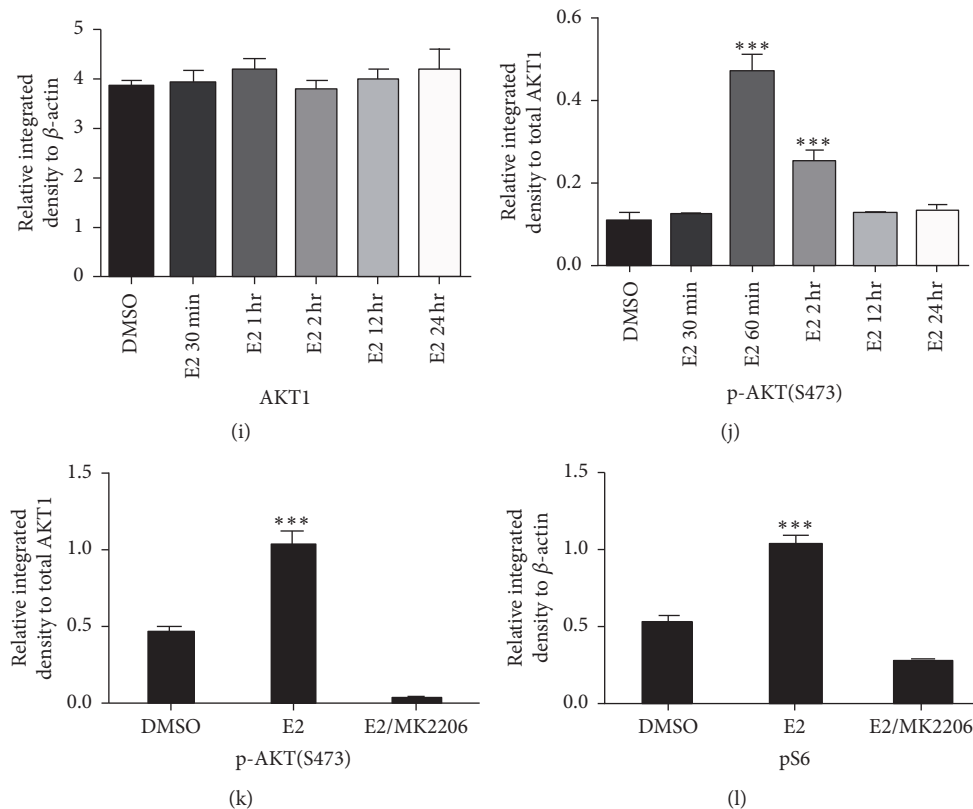 Relative integrated
density to β-actin
7
6
5
4
3
2
1
0
DMSO
E2 30 min
E2 1 hr
E2 2 hr
E2 12 hr
E2 24 hr
AKT1
(i)
Relative integrated
density to total AKT1
0.6
0.4
0.2
0.0
***
***
DMSO
E2 30 min
E2 60 min
E2 2 hr
E2 12 hr
E2 24 hr
p-AKT(S473)
(j)
Relative integrated
density to total AKT1
1.5
1.0
0.5
0.0
***
DMSO
E2
E2/MK2206
p-AKT(S473)
(k)
Relative integrated
density to β-actin
1.5
1.0
0.5
0.0
***
DMSO
E2
E2/MK2206
pS6
(l)